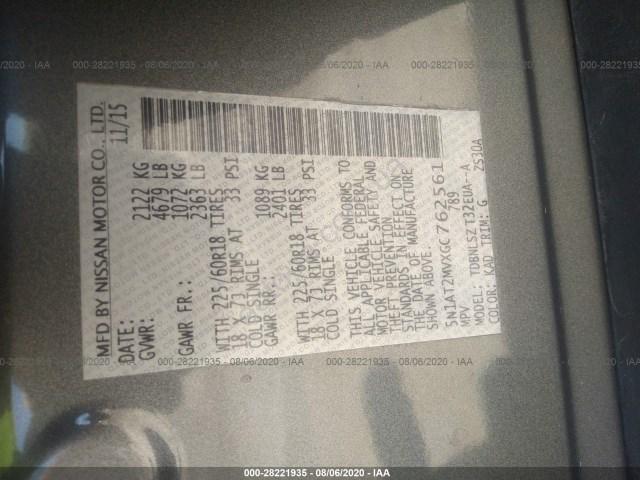 MFD BY NISSAN MOTOR CO., LTD.
DATE: 11/15
GVWR: 2122 KG
4679 LB
GAWR FR.: 1072 KG
2363 LB
WITH 225/60R18 TIRES
18 X 7J RIMS AT 33 PSI
COLD SINGLE
GAWR RR.: 1089 KG
2401 LB
WITH 225/60R18 TIRES
18 X 7J RIMS AT 33 PSI
COLD SINGLE
THIS VEHICLE CONFORMS TO
ALL APPLICABLE FEDERAL
MOTOR VEHICLE SAFETY AND
THEFT PREVENTION
STANDARDS IN EFFECT ON
THE DATE OF MANUFACTURE
SHOWN ABOVE.
5N1AT2MVXGC762561
MPV 789
MODEL: TDBNLSZ T32EUA--A
COLOR: KAD TRIM: G ZS30A
000-28221935 - 08/06/2020 - IAA
000-28221935 - 08/06/2020 - IAA
000-28221935 - 08/06/2020 - IAA